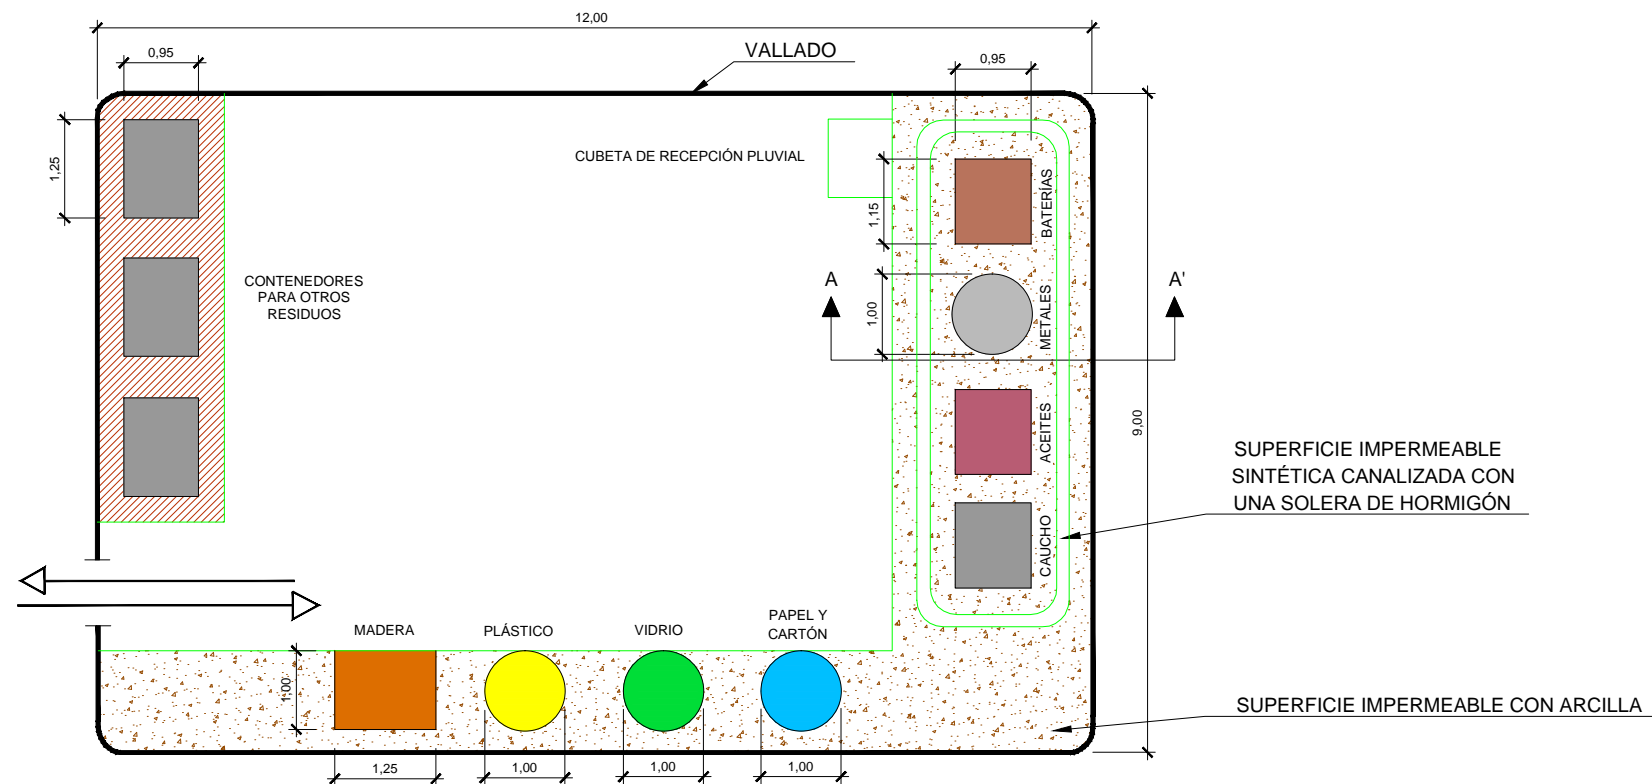 12,00
VALLADO
0,95
0,95
1,25
CUBETA DE RECEPCIÓN PLUVIAL
BATERÍAS
1,15
CONTENEDORES
PARA OTROS
RESIDUOS
A
A'
METALES
1,00
9,00
ACEITES
SUPERFICIE IMPERMEABLE
SINTÉTICA CANALIZADA CON
UNA SOLERA DE HORMIGÓN
CAUCHO
MADERA
PLÁSTICO
VIDRIO
PAPEL Y
CARTÓN
1,00
SUPERFICIE IMPERMEABLE CON ARCILLA
1,25
1,00
1,00
1,00